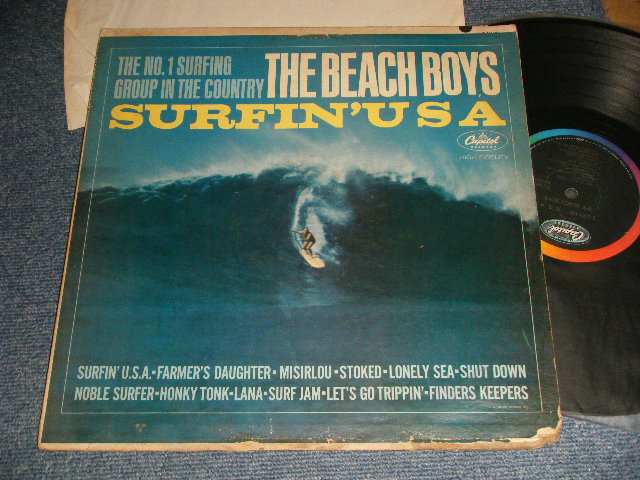 THE NO. 1 SURFING
GROUP IN THE COUNTRY
THE BEACH BOYS
SURFIN' U S A
Capitol
RECORDS
HIGH FIDELITY
SURFIN' U.S.A.-FARMER'S DAUGHTER-MISIRLOU-STOKED-LONELY SEA-SHUT DOWN
NOBLE SURFER-HONKY TONK-LANA-SURF JAM-LET'S GO TRIPPIN'-FINDERS KEEPERS
Capitol